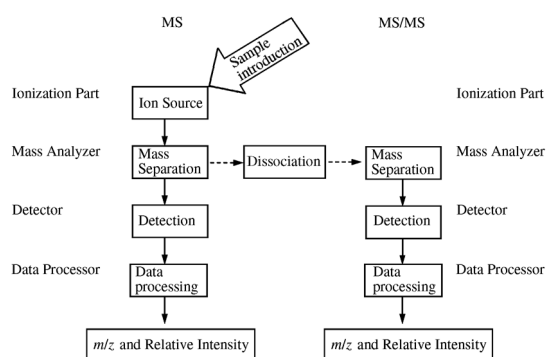 MS
MS/MS
Sample
introduction
Ionization Part
Ion Source
Ionization Part
Mass Analyzer
Mass
Separation
Dissociation
Mass
Separation
Mass Analyzer
Detector
Detection
Detection
Detector
Data Processor
Data
processing
Data
processing
Data Processor
m/z and Relative Intensity
m/z and Relative Intensity